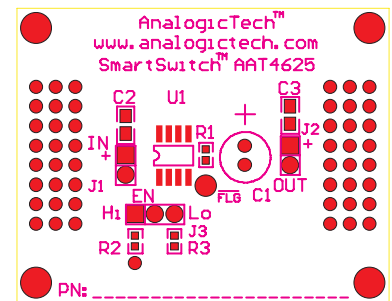 AnalogicTech™
www.analogictech.com
SmartSwitch™ AAT4625
C2
U1
C3
R1
J2
IN
+
+
+
J1
FLG
C1
OUT
EN
Hi
Lo
J3
R2
R3
PN:____________________